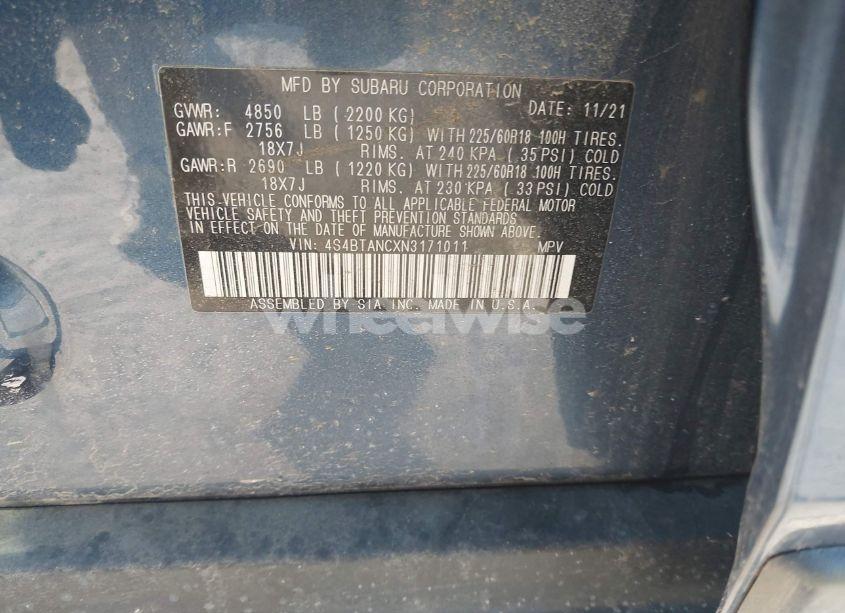 MFD BY SUBARU CORPORATION
GVWR: 4850 LB ( 2200 KG) DATE: 11/21
GAWR:F 2756 LB ( 1250 KG) WITH 225/60R18 100H TIRES.
18X7J RIMS. AT 240 KPA ( 35 PSI) COLD
GAWR:R 2690 LB ( 1220 KG) WITH 225/60R18 100H TIRES.
18X7J RIMS. AT 230 KPA ( 33 PSI) COLD
THIS VEHICLE CONFORMS TO ALL APPLICABLE FEDERAL MOTOR
VEHICLE SAFETY AND THEFT PREVENTION STANDARDS
IN EFFECT ON THE DATE OF MANUFACTURE SHOWN ABOVE.
VIN: 4S4BTANCXN3171011 MPV
ASSEMBLED BY SIA INC. MADE IN U.S.A.
wheelwise